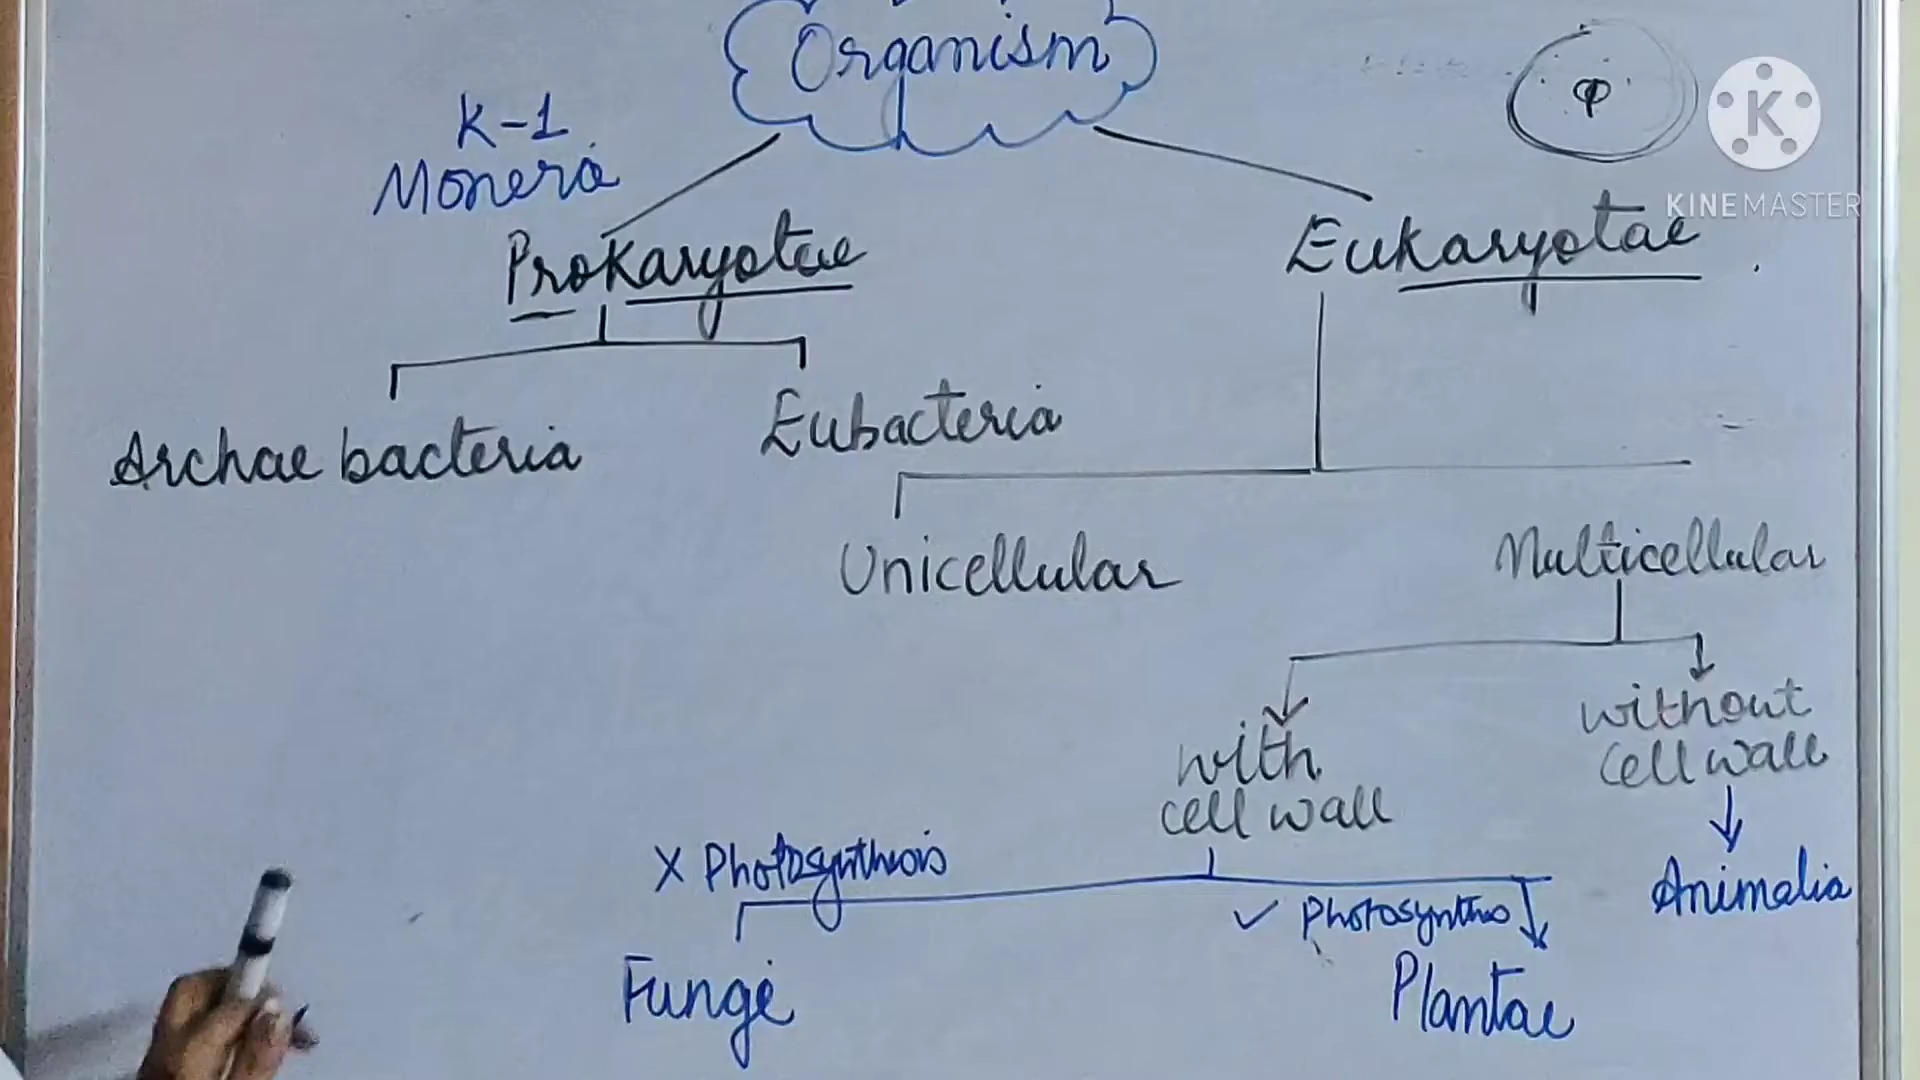 Organism
K-1
Monera
K
KINEMASTER
Prokaryotae
Eukaryotae
Archae bacteria
Eubacteria
Unicellular
Multicellular
with
cell wall
without
cell wall
X Photosynthesis
✓ Photosynthes
Animalia
Fungi
Plantae